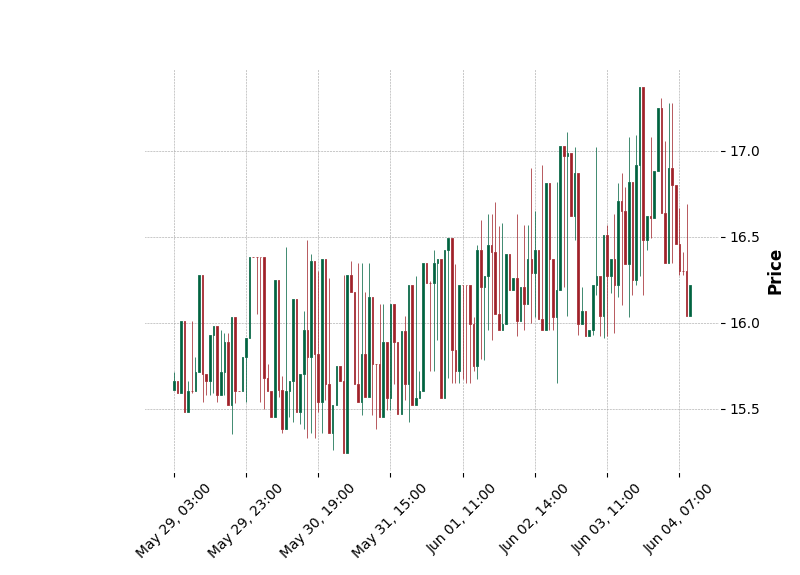 17.0
16.5
16.0
15.5
Price
May 29, 03:00
May 29, 23:00
May 30, 19:00
May 31, 15:00
Jun 01, 11:00
Jun 02, 14:00
Jun 03, 11:00
Jun 04, 07:00